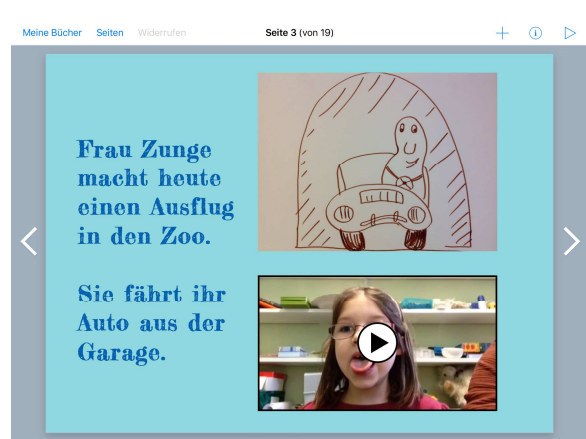 Meine Bücher Seiten Widerrufen Seite 3 (von 19)
Frau Zunge
macht heute
einen Ausflug
in den Zoo.
Sie fährt ihr
Auto aus der
Garage.